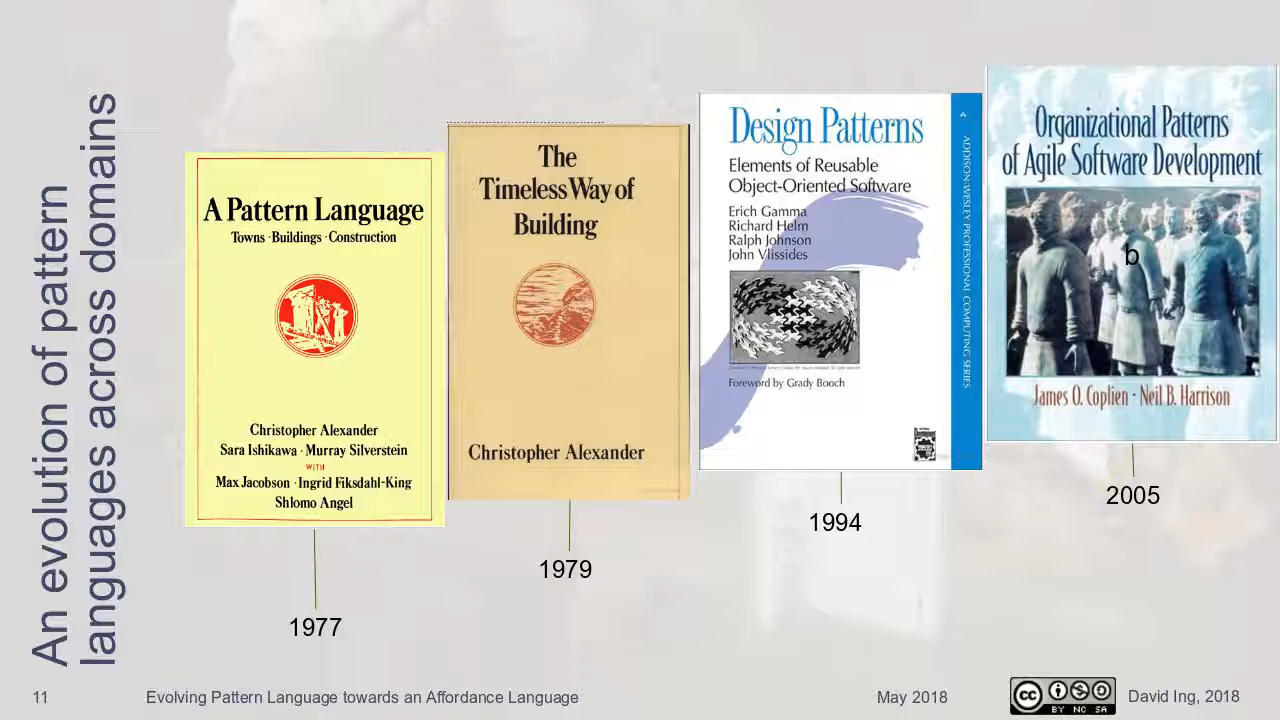 An evolution of pattern
languages across domains
A Pattern Language
Towns · Buildings · Construction
Christopher Alexander
Sara Ishikawa · Murray Silverstein
WITH
Max Jacobson · Ingrid Fiksdahl-King
Shlomo Angel
1977
The
Timeless Way of
Building
Christopher Alexander
1979
Design Patterns
Elements of Reusable
Object-Oriented Software
Erich Gamma
Richard Helm
Ralph Johnson
John Vlissides
Foreword by Grady Booch
ADDISON-WESLEY PROFESSIONAL COMPUTING SERIES
1994
Organizational Patterns
of Agile Software Development
b
James O. Coplien · Neil B. Harrison
2005
11
Evolving Pattern Language towards an Affordance Language
May 2018
cc
BY NC SA
David Ing, 2018